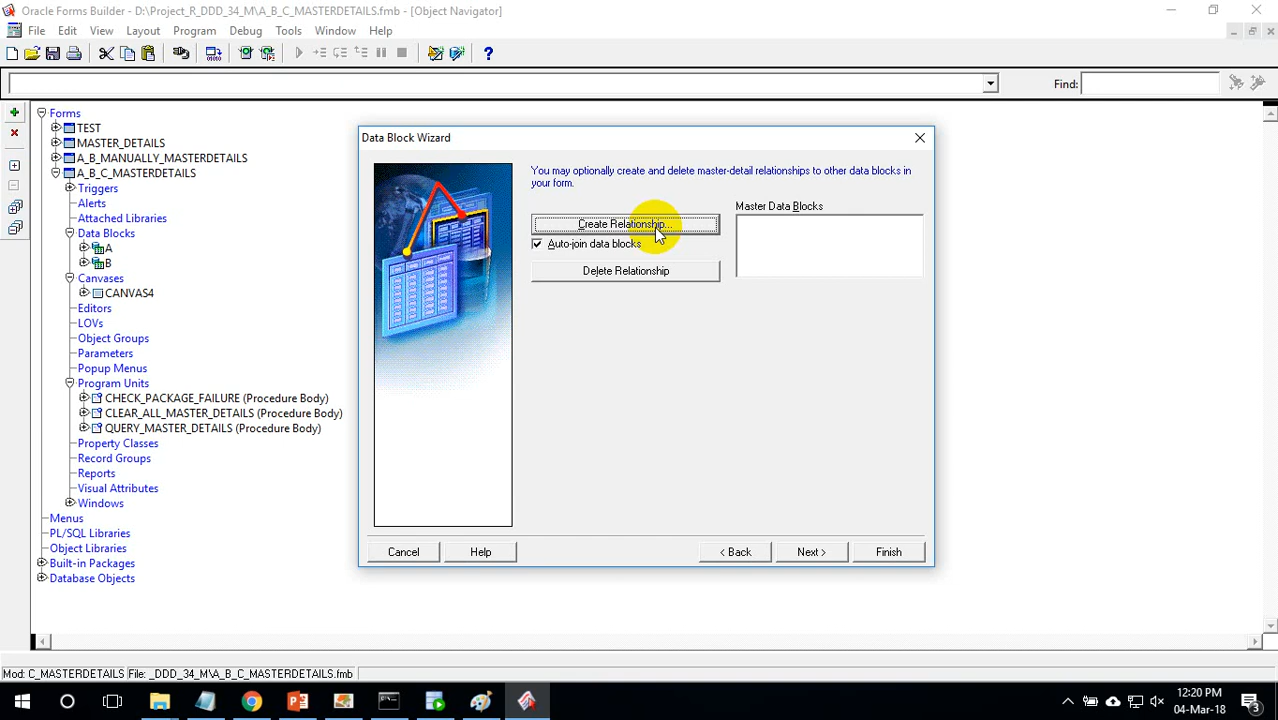 Oracle Forms Builder - D:\Project_R_DDD_34_M\A_B_C_MASTERDETAILS.fmb - [Object Navigator]
File Edit View Layout Program Debug Tools Window Help
Find:
Forms
TEST
MASTER_DETAILS
A_B_MANUALLY_MASTERDETAILS
A_B_C_MASTERDETAILS
Triggers
Alerts
Attached Libraries
Data Blocks
A
B
Canvases
CANVAS4
Editors
LOVs
Object Groups
Parameters
Popup Menus
Program Units
CHECK_PACKAGE_FAILURE (Procedure Body)
CLEAR_ALL_MASTER_DETAILS (Procedure Body)
QUERY_MASTER_DETAILS (Procedure Body)
Property Classes
Record Groups
Reports
Visual Attributes
Windows
Menus
PL/SQL Libraries
Object Libraries
Built-in Packages
Database Objects
Data Block Wizard
You may optionally create and delete master-detail relationships to other data blocks in
your form.
Create Relationship...
Auto-join data blocks
Delete Relationship
Master Data Blocks
Cancel Help < Back Next > Finish
Mod: C_MASTERDETAILS File: _DDD_34_M\A_B_C_MASTERDETAILS.fmb
12:20 PM
04-Mar-18
3